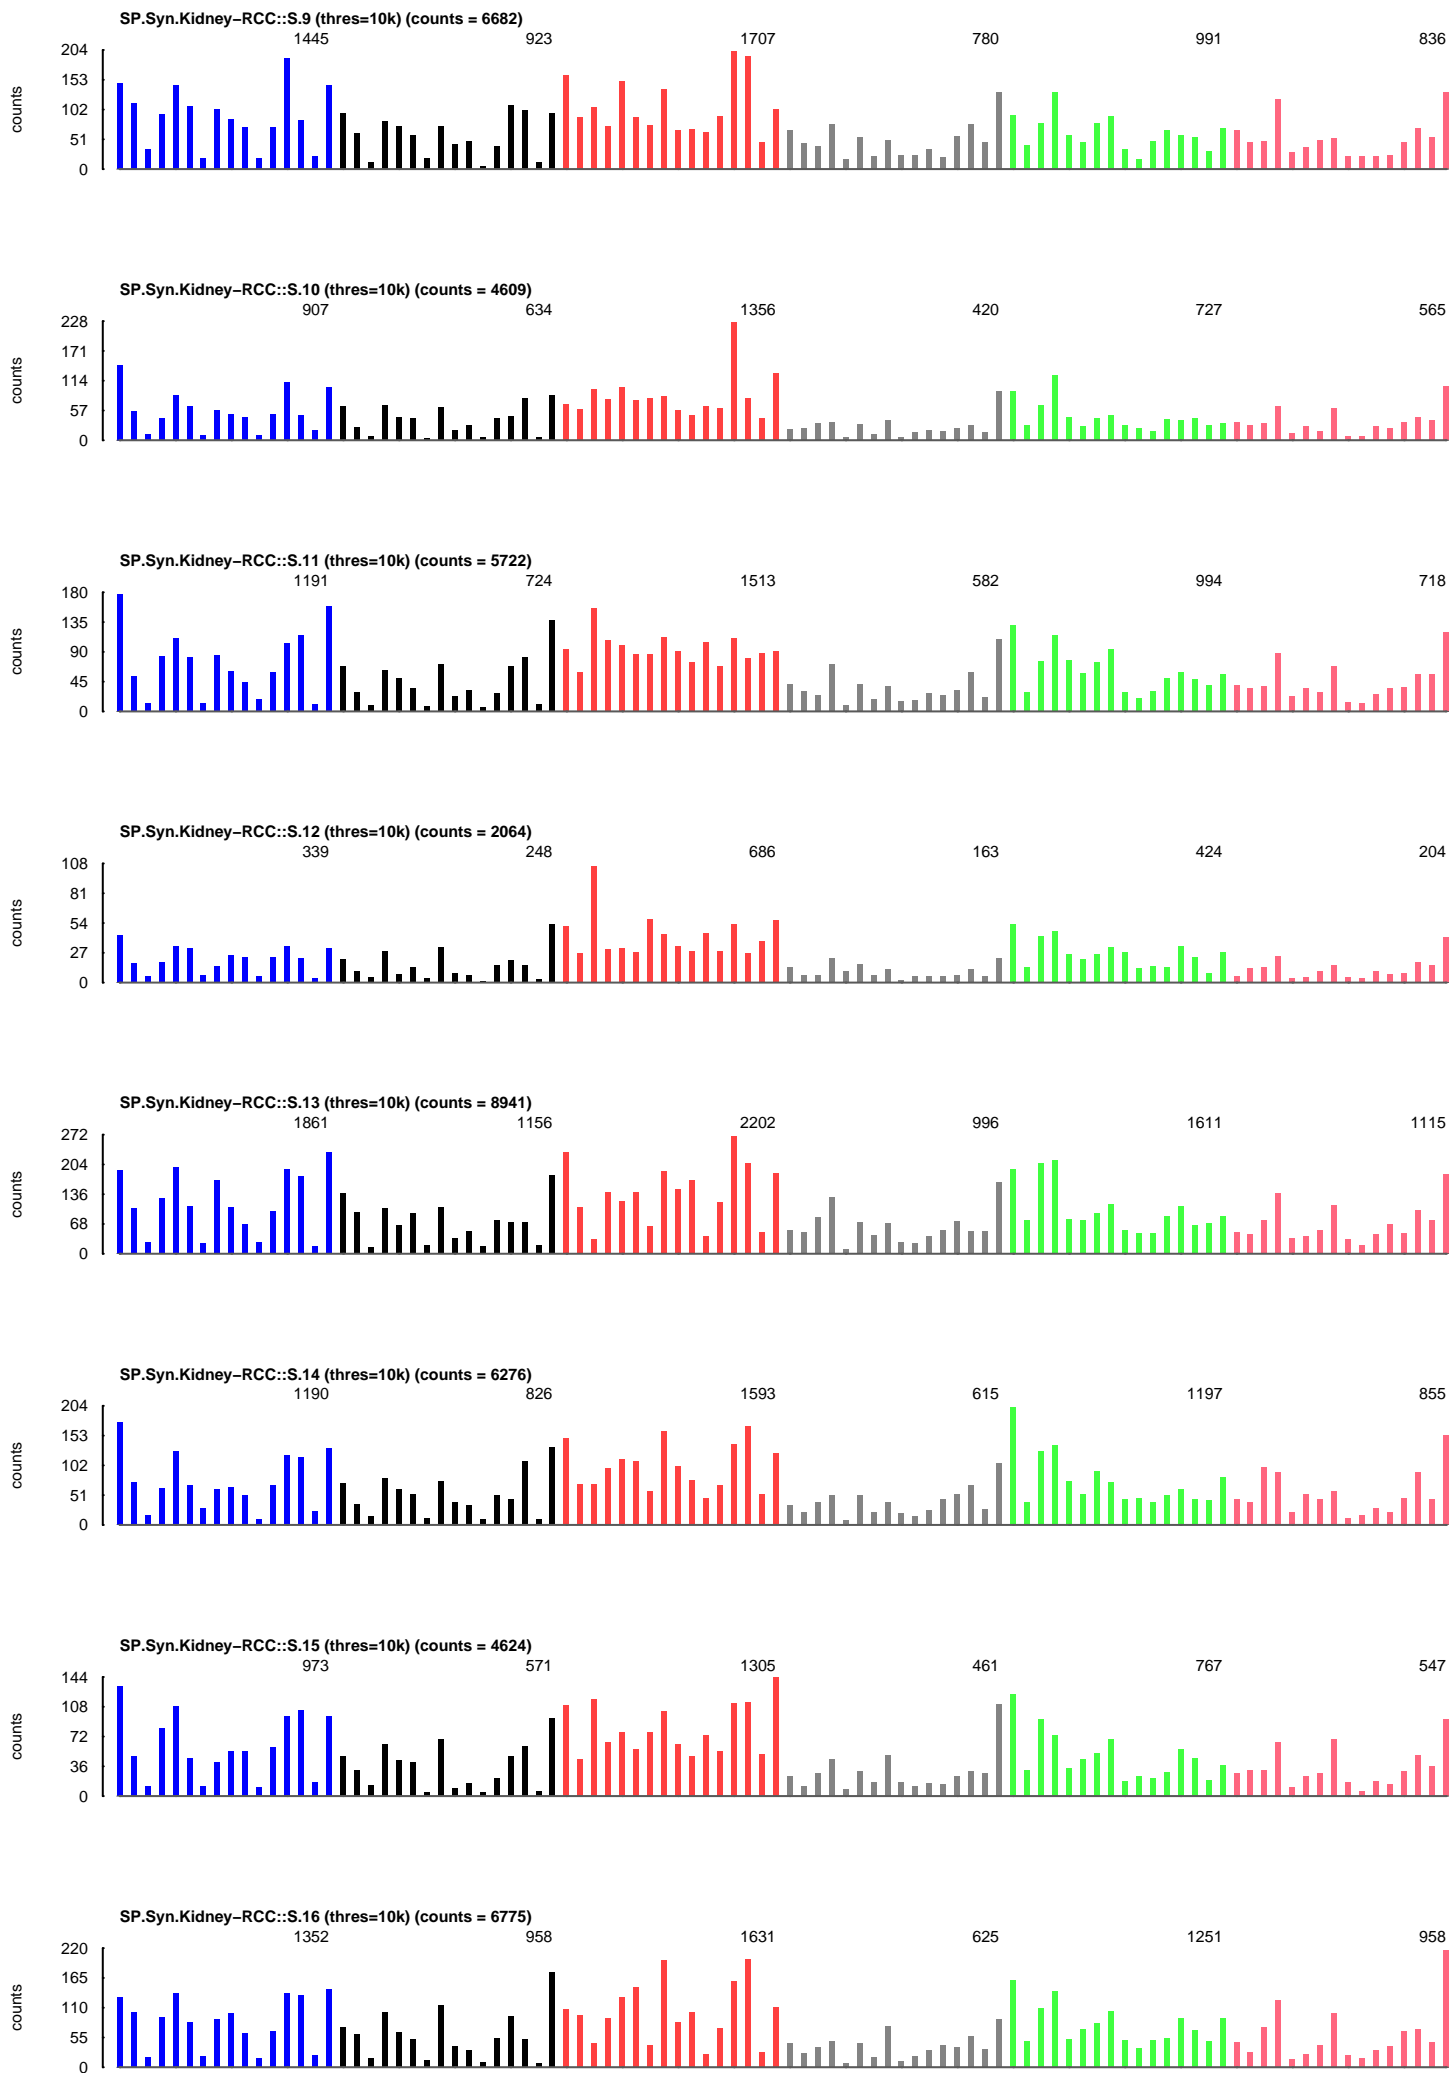 SP.Syn.Kidney−RCC::S.9 (thres=10k) (counts = 6682)
1445 923 1707 780 991 836
204
153
102
51
0
counts
SP.Syn.Kidney−RCC::S.10 (thres=10k) (counts = 4609)
907 634 1356 420 727 565
228
171
114
57
0
counts
SP.Syn.Kidney−RCC::S.11 (thres=10k) (counts = 5722)
1191 724 1513 582 994 718
180
135
90
45
0
counts
SP.Syn.Kidney−RCC::S.12 (thres=10k) (counts = 2064)
339 248 686 163 424 204
108
81
54
27
0
counts
SP.Syn.Kidney−RCC::S.13 (thres=10k) (counts = 8941)
1861 1156 2202 996 1611 1115
272
204
136
68
0
counts
SP.Syn.Kidney−RCC::S.14 (thres=10k) (counts = 6276)
1190 826 1593 615 1197 855
204
153
102
51
0
counts
SP.Syn.Kidney−RCC::S.15 (thres=10k) (counts = 4624)
973 571 1305 461 767 547
144
108
72
36
0
counts
SP.Syn.Kidney−RCC::S.16 (thres=10k) (counts = 6775)
1352 958 1631 625 1251 958
220
165
110
55
0
counts